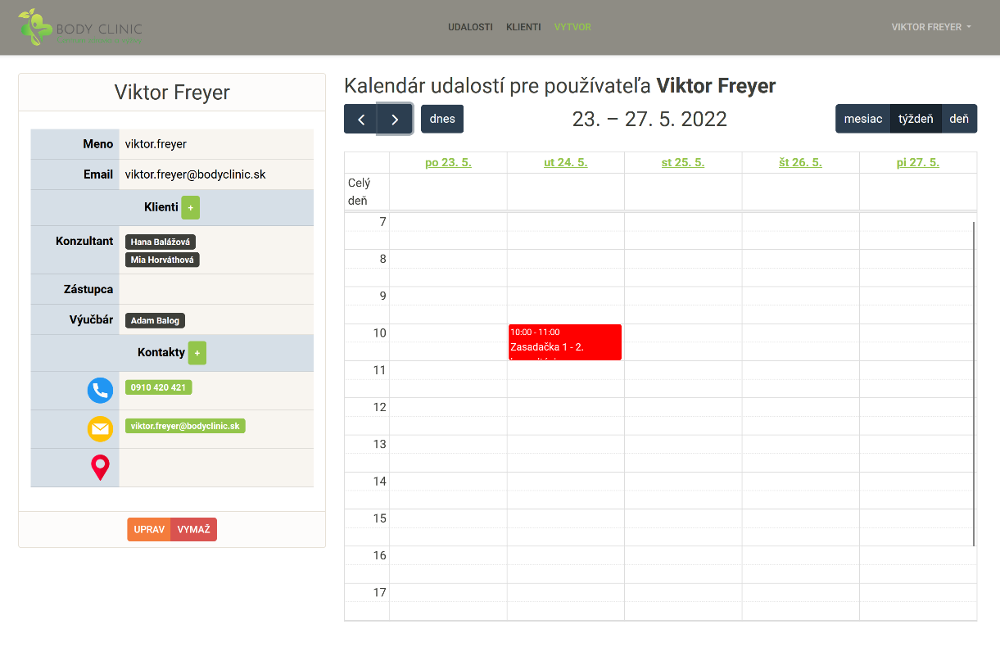 BODY CLINIC
UDALOSTI KLIENTI VYTVOR
VIKTOR FREYER
Viktor Freyer
Meno viktor.freyer
Email viktor.freyer@bodyclinic.sk
Klienti +
Konzultant Hana Balážová
Mia Horváthová
Zástupca
Výučbár Adam Balog
Kontakty +
0910 420 421
viktor.freyer@bodyclinic.sk
UPRAV VYMAŽ
Kalendár udalostí pre používateľa Viktor Freyer
dnes
23. – 27. 5. 2022
mesiac týždeň deň
po 23. 5. ut 24. 5. st 25. 5. št 26. 5. pi 27. 5.
Celý
deň
7
8
9
10
10:00 - 11:00
Zasadačka 1 - 2.
11
12
13
14
15
16
17